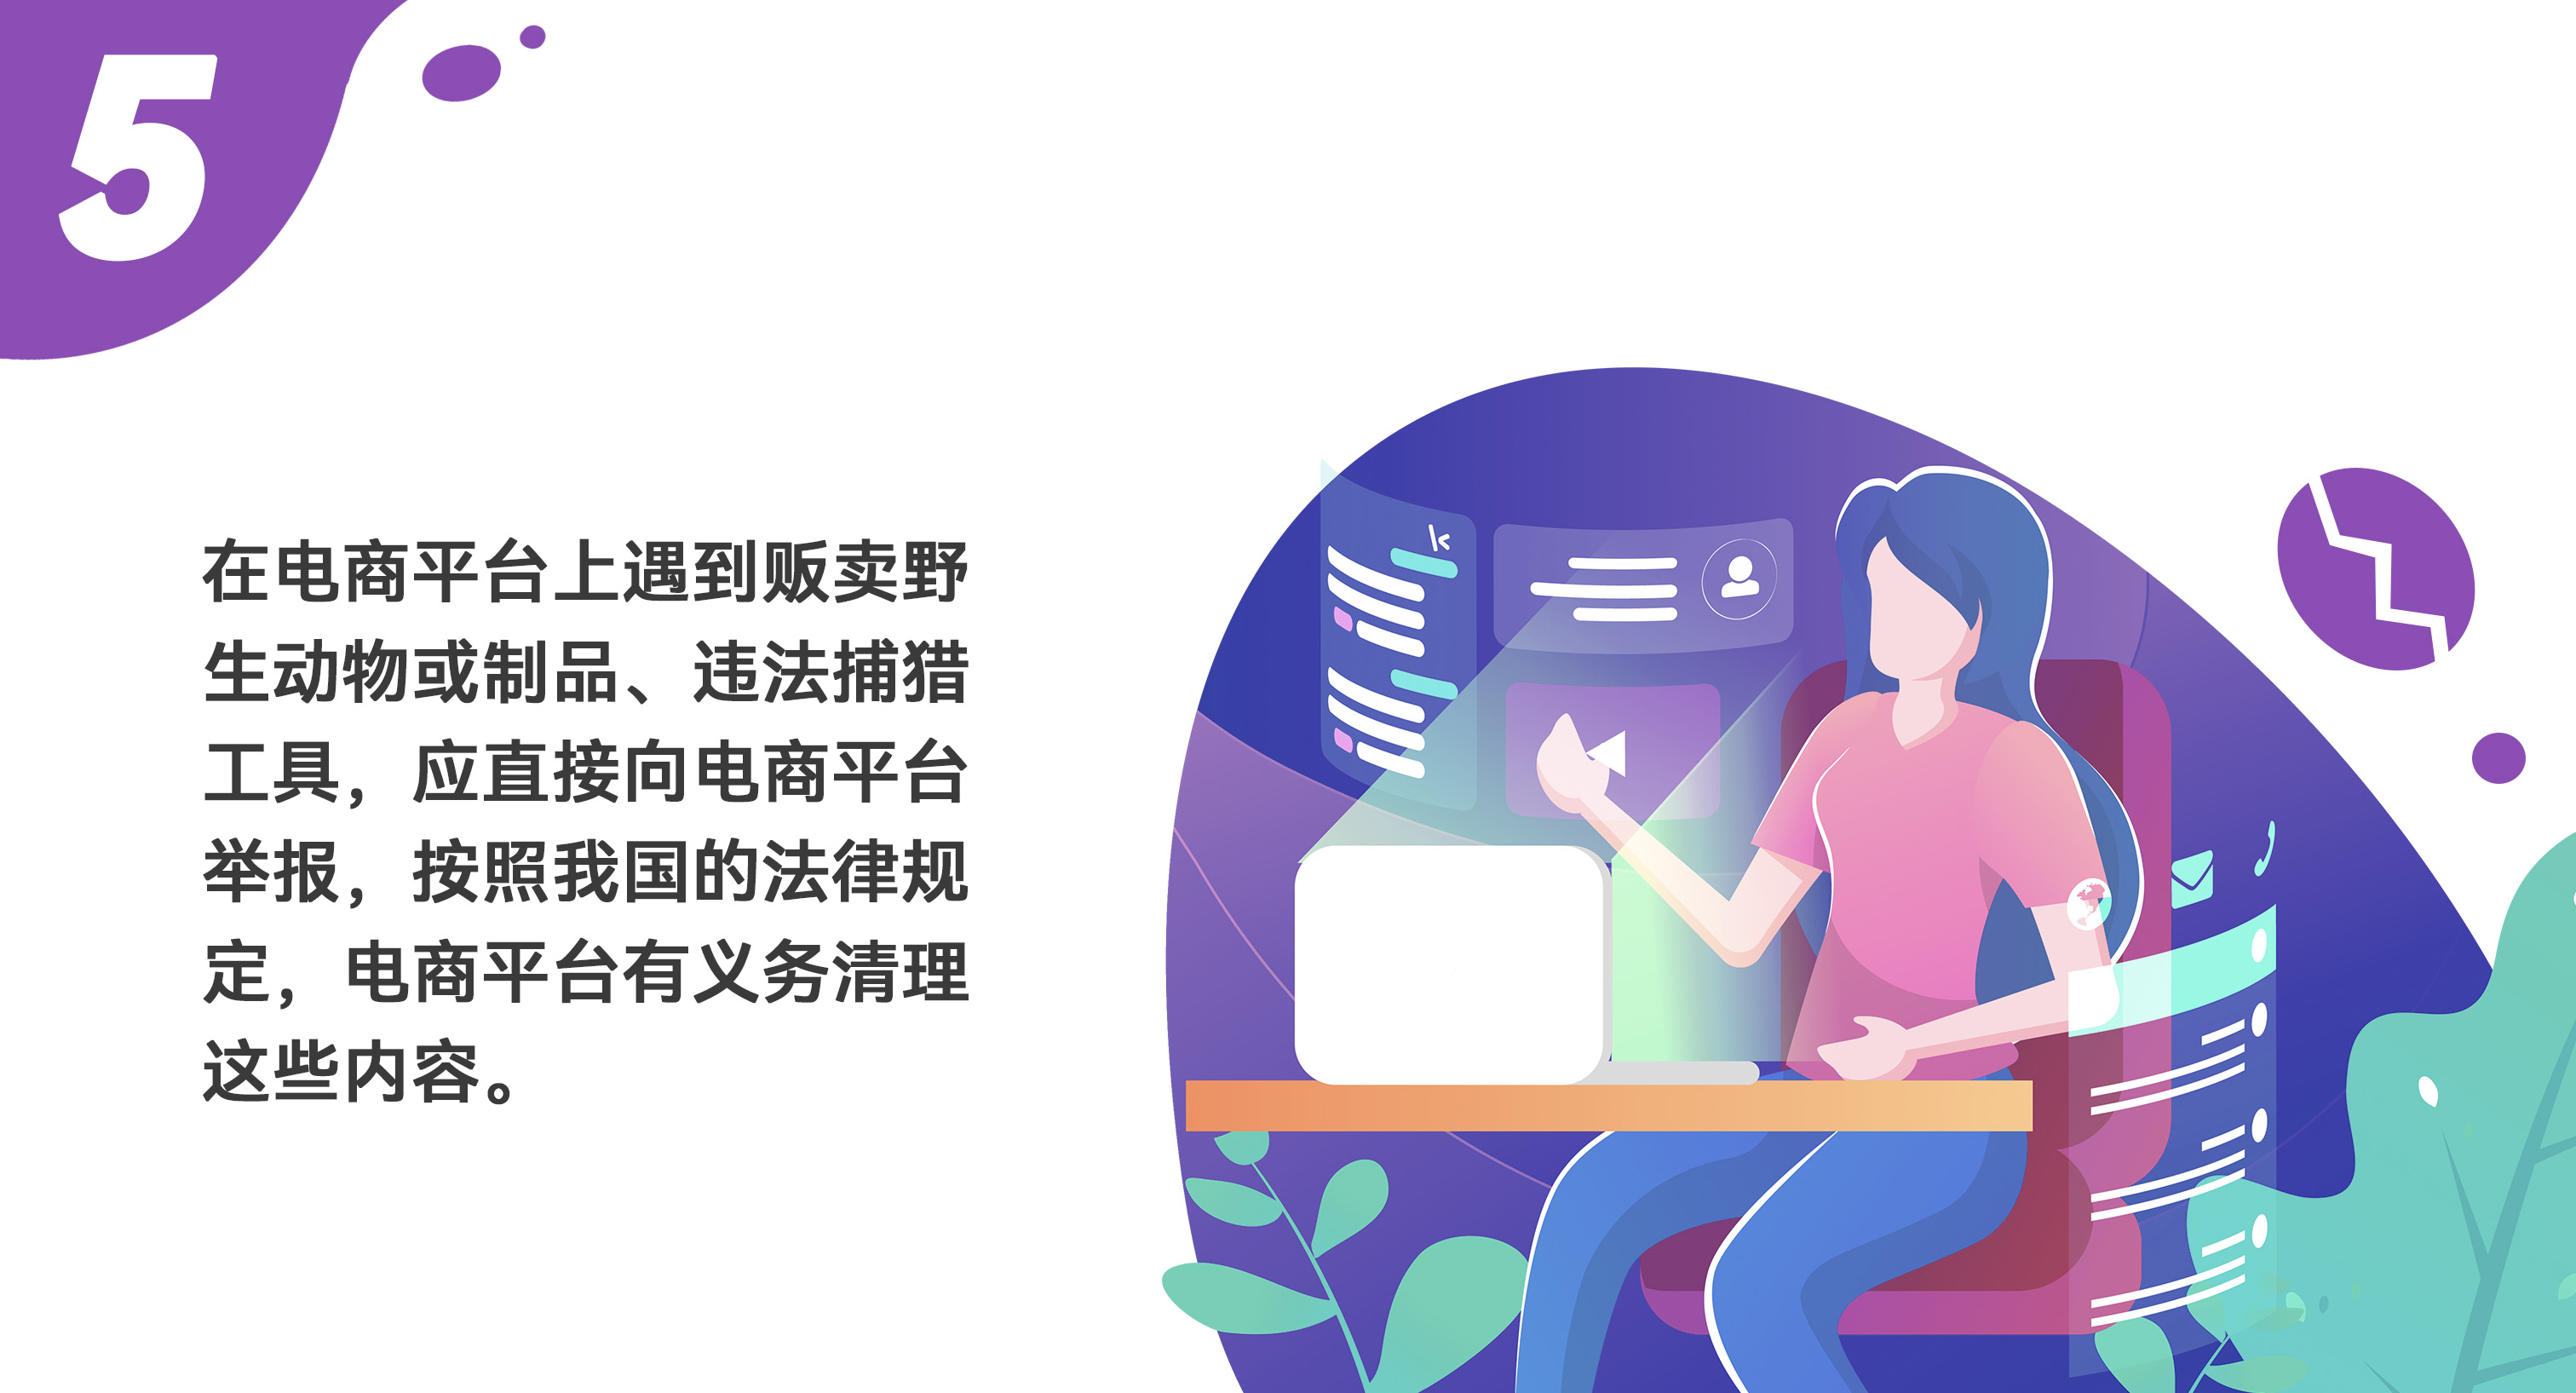 5
在电商平台上遇到贩卖野
生动物或制品、违法捕猎
工具，应直接向电商平台
举报，按照我国的法律规
定，电商平台有义务清理
这些内容。